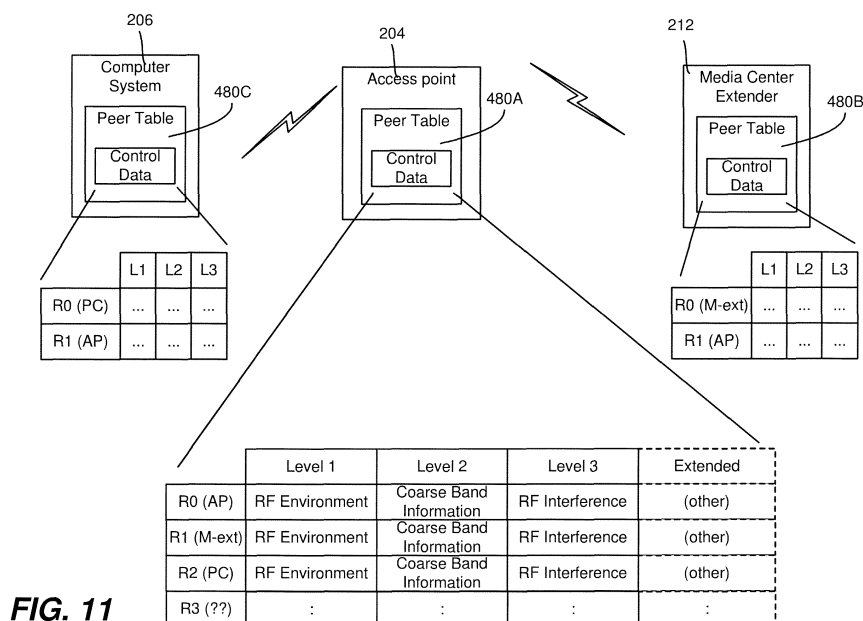 206
204
212
Computer
System
Access point
Media Center
Extender
480C
480A
480B
Peer Table
Peer Table
Peer Table
Control
Data
Control
Data
Control
Data
L1 L2 L3
R0 (PC) ... ... ...
R1 (AP) ... ... ...
L1 L2 L3
R0 (M-ext) ... ... ...
R1 (AP) ... ... ...
Level 1 Level 2 Level 3 Extended
R0 (AP) RF Environment Coarse Band Information RF Interference (other)
R1 (M-ext) RF Environment Coarse Band Information RF Interference (other)
R2 (PC) RF Environment Coarse Band Information RF Interference (other)
R3 (??) : : : :
FIG. 11